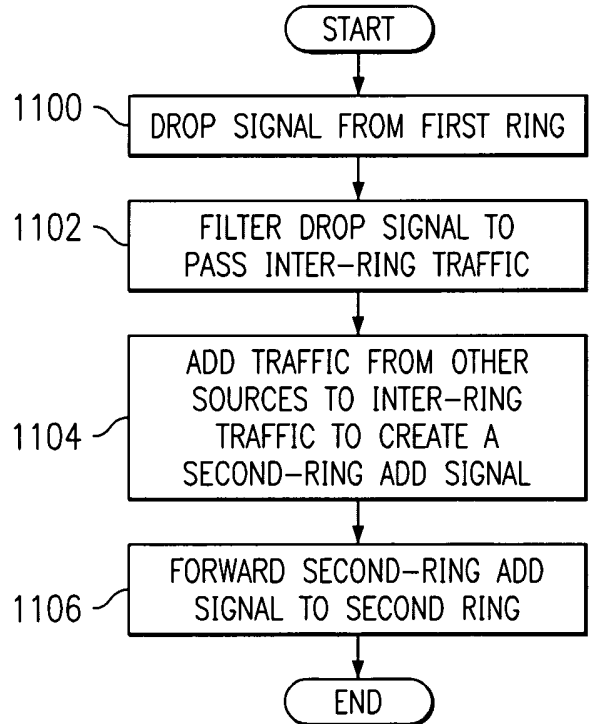 START
1100
DROP SIGNAL FROM FIRST RING
1102
FILTER DROP SIGNAL TO
PASS INTER-RING TRAFFIC
1104
ADD TRAFFIC FROM OTHER
SOURCES TO INTER-RING
TRAFFIC TO CREATE A
SECOND-RING ADD SIGNAL
1106
FORWARD SECOND-RING ADD
SIGNAL TO SECOND RING
END